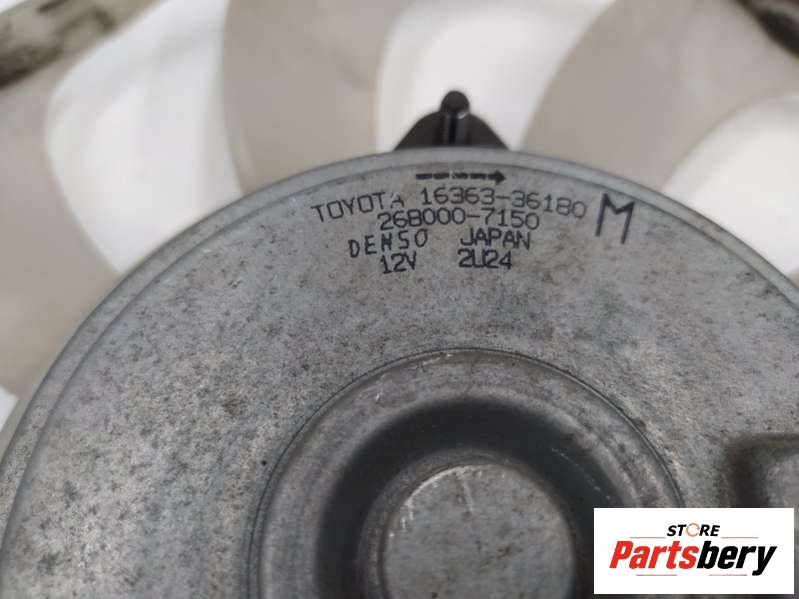 TOYOTA 16363-36180
268000-7150 M
DENSO JAPAN
12V 2U24
STORE
Partsbery